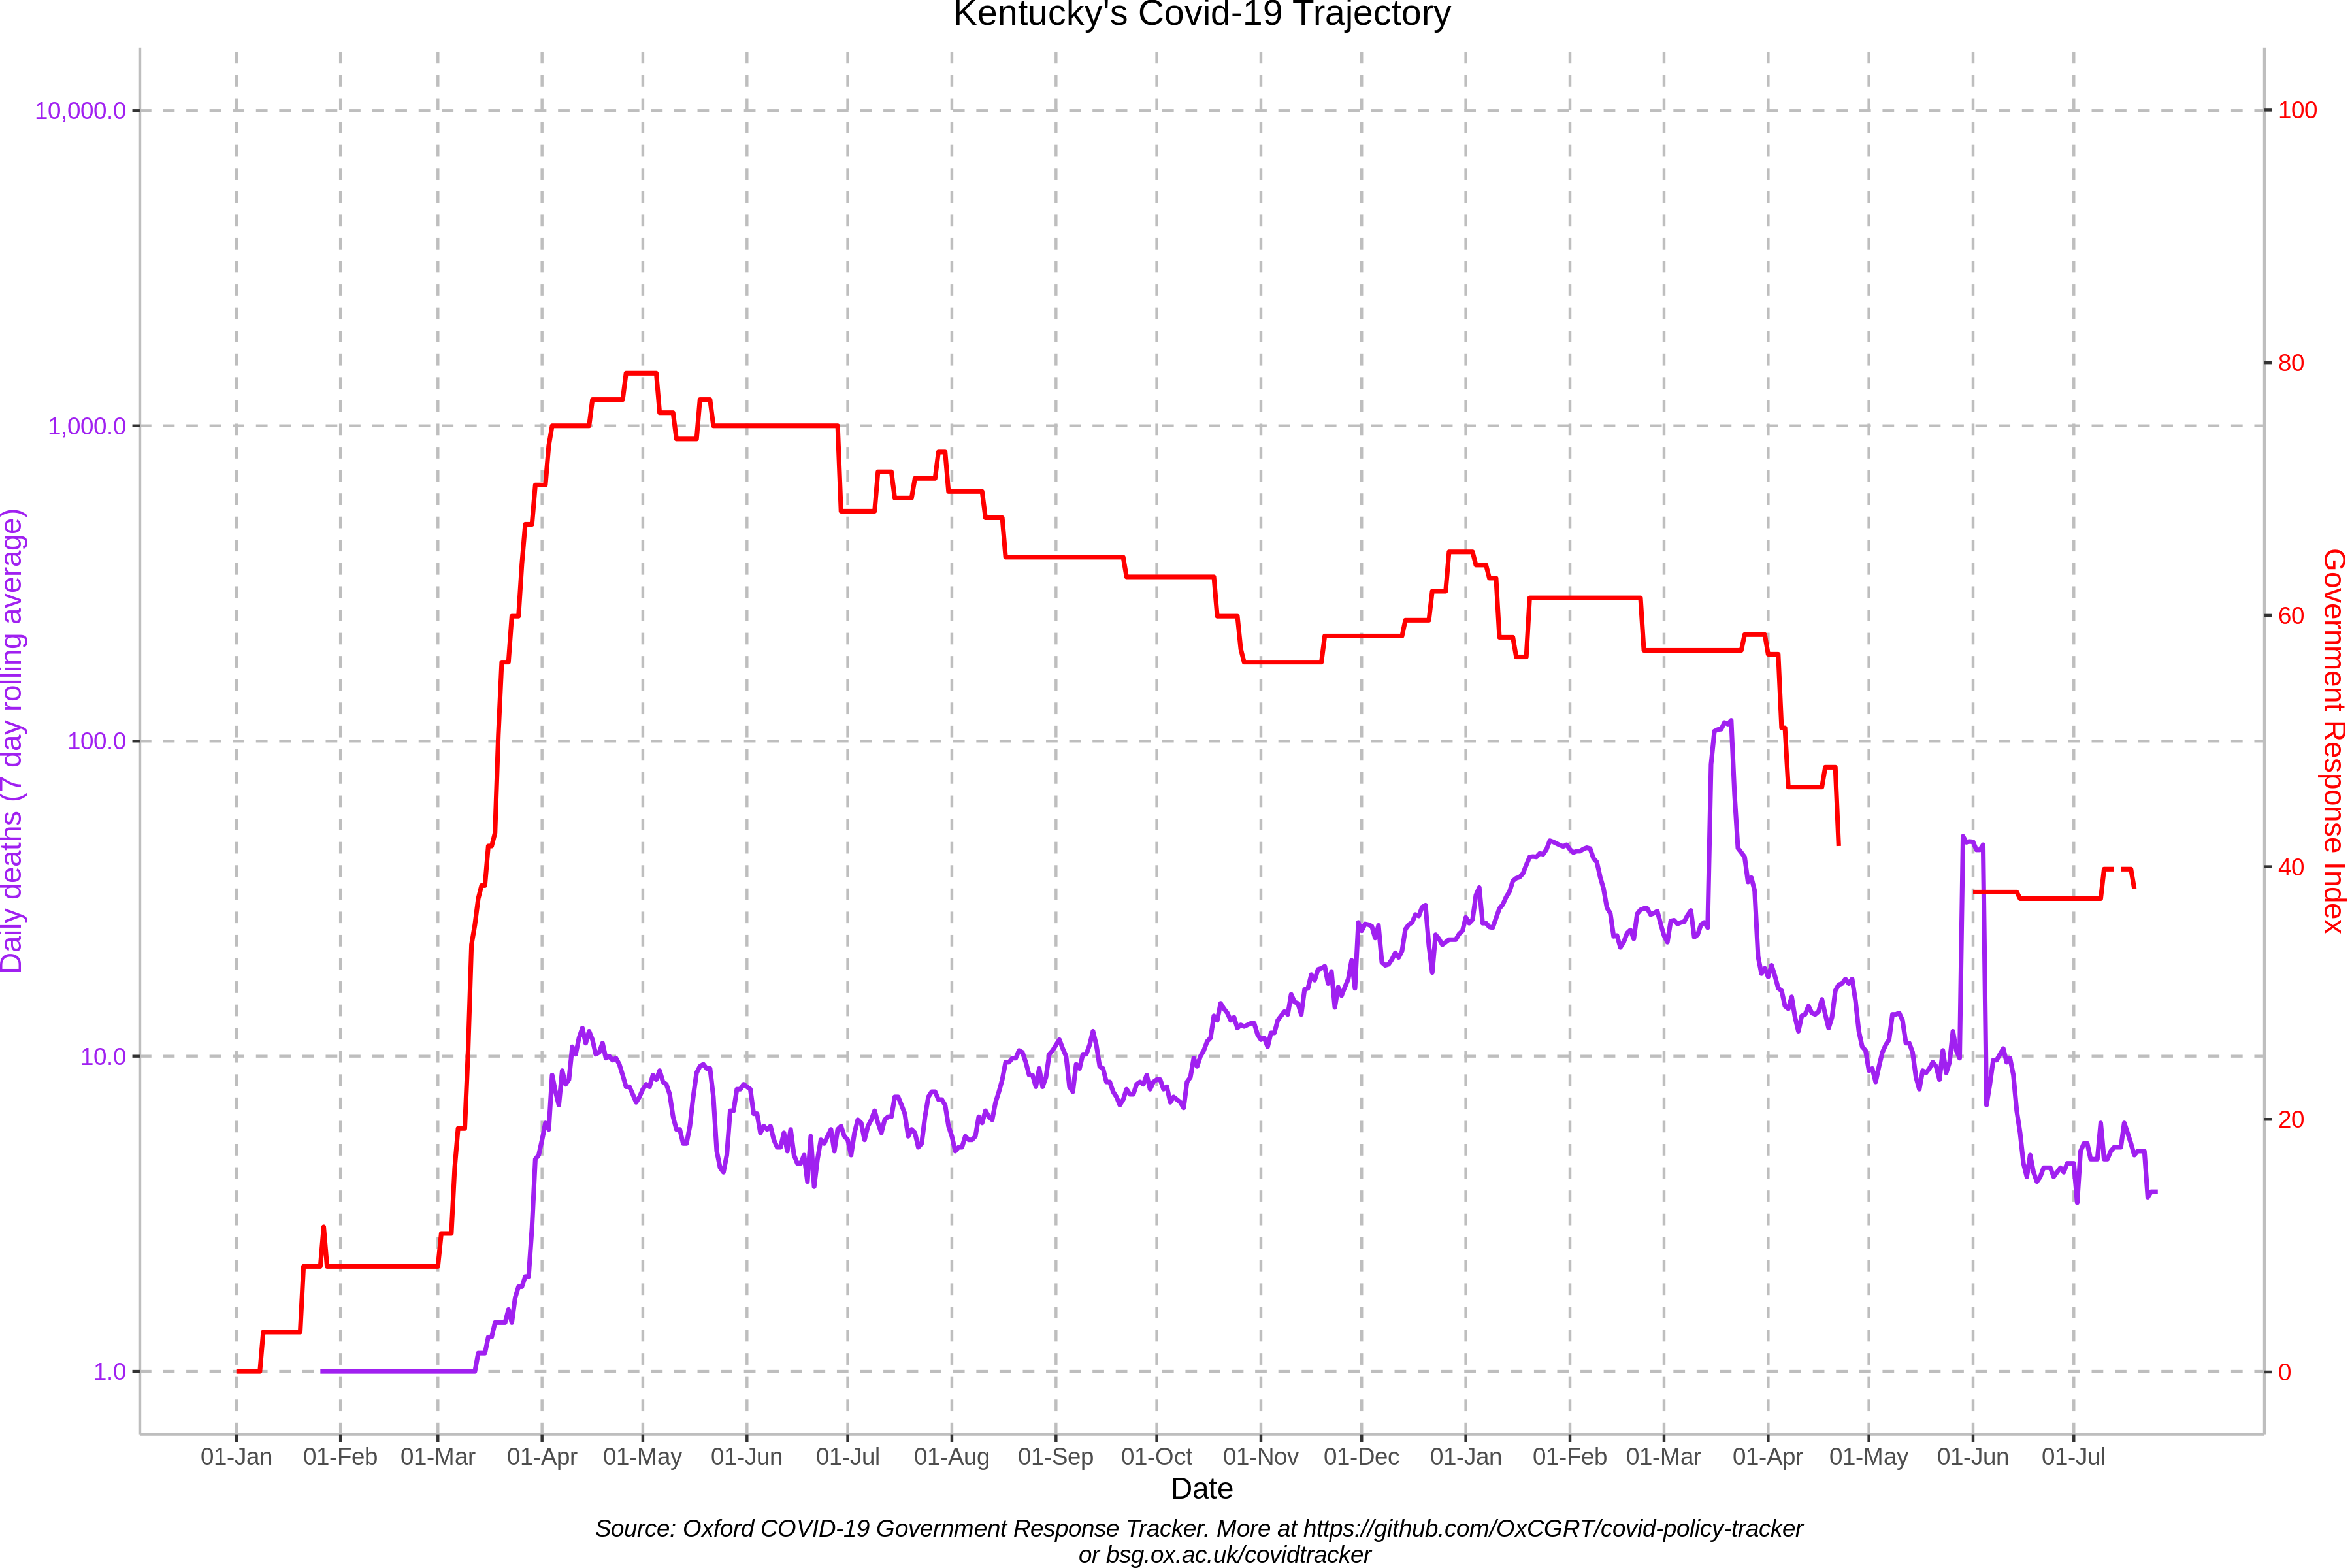 Kentucky's Covid-19 Trajectory
10,000.0
1,000.0
100.0
10.0
1.0
Daily deaths (7 day rolling average)
100
80
60
40
20
0
Government Response Index
01-Jan 01-Feb 01-Mar 01-Apr 01-May 01-Jun 01-Jul 01-Aug 01-Sep 01-Oct 01-Nov 01-Dec 01-Jan 01-Feb 01-Mar 01-Apr 01-May 01-Jun 01-Jul
Date
Source: Oxford COVID-19 Government Response Tracker. More at https://github.com/OxCGRT/covid-policy-tracker
or bsg.ox.ac.uk/covidtracker